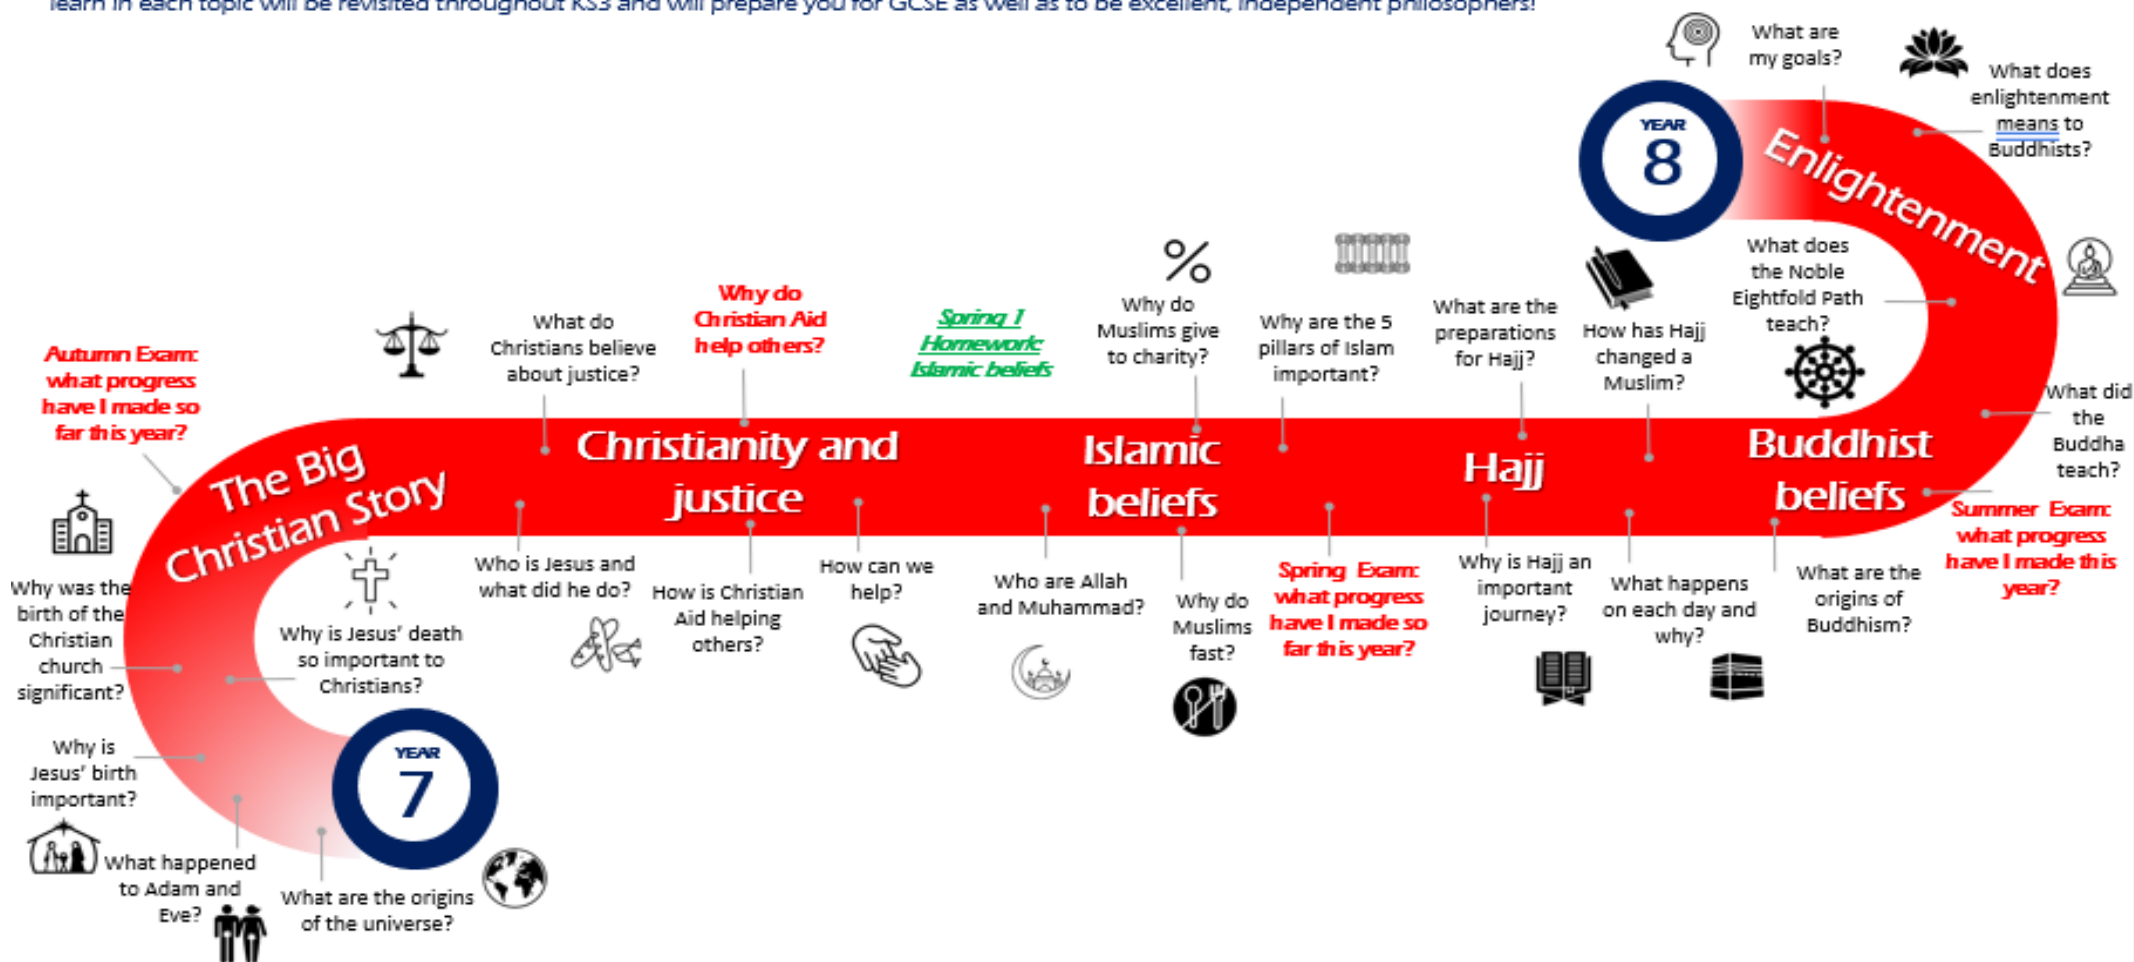 learn in each topic will be revisited throughout KS3 and will prepare you for GCSE as well as to be excellent, independent philosophers!
What are
my goals?
What does
enlightenment
means to
Buddhists?
YEAR
8
Enlightenment
What does
the Noble
Eightfold Path
teach?
What did
the
Buddha
teach?
Summer Exam:
what progress
have I made this
year?
Buddhist
beliefs
What are the
origins of
Buddhism?
How has Hajj
changed a
Muslim?
What happens
on each day and
why?
What are the
preparations
for Hajj?
Hajj
Why is Hajj an
important
journey?
Why are the 5
pillars of Islam
important?
Spring Exam:
what progress
have I made so
far this year?
%
Why do
Muslims give
to charity?
Islamic
beliefs
Why do
Muslims
fast?
Who are Allah
and Muhammad?
Spring 1
Homework:
Islamic beliefs
Why do
Christian Aid
help others?
Christianity and
justice
How can we
help?
How is Christian
Aid helping
others?
What do
Christians believe
about justice?
Who is Jesus and
what did he do?
Autumn Exam:
what progress
have I made so
far this year?
The Big
Christian Story
Why was the
birth of the
Christian
church
significant?
Why is Jesus' death
so important to
Christians?
Why is
Jesus' birth
important?
What happened
to Adam and
Eve?
What are the origins
of the universe?
YEAR
7